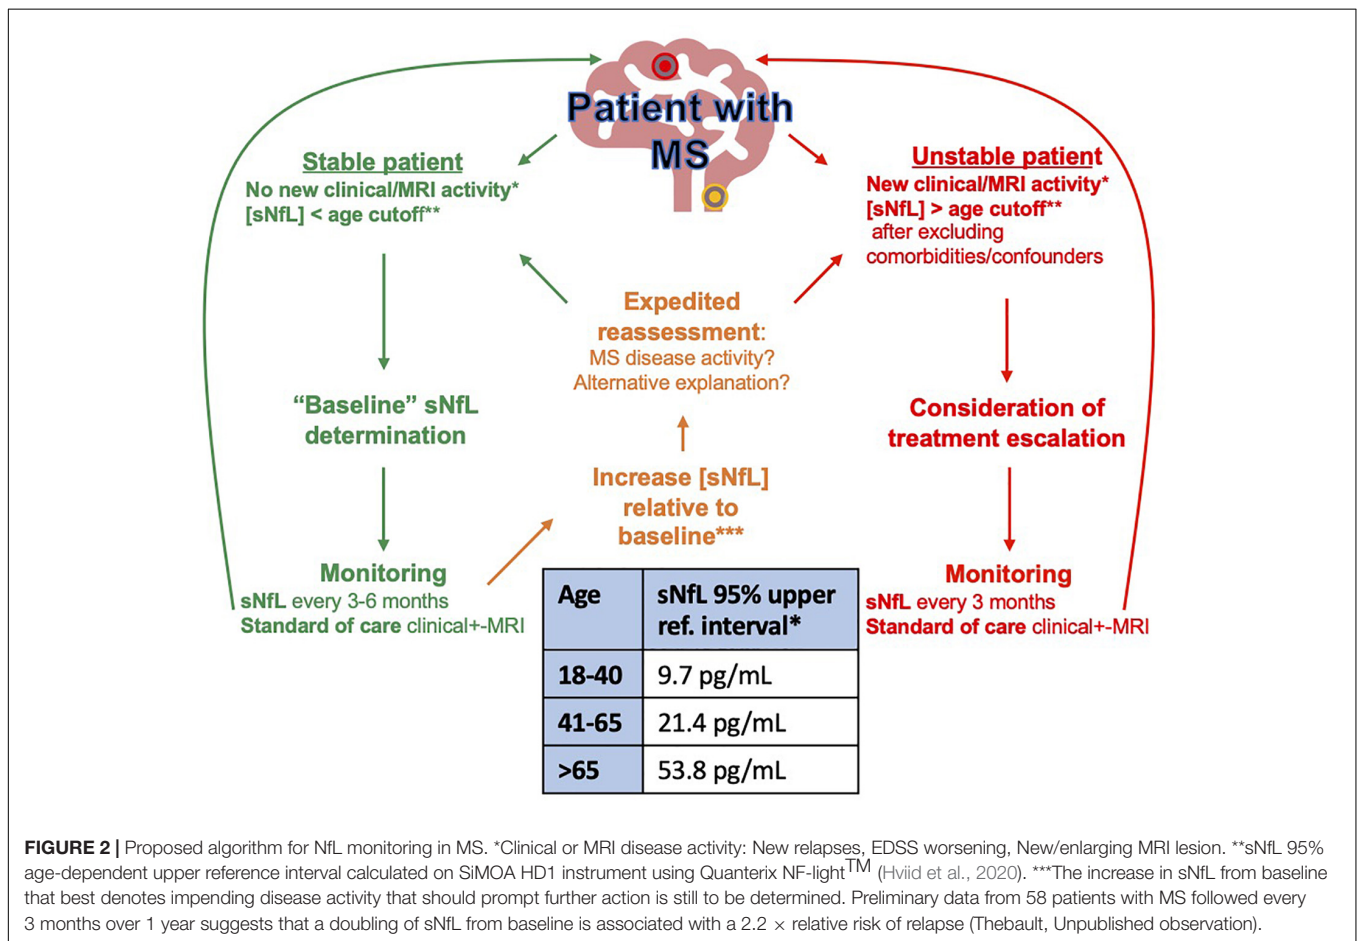 Patient with
MS
Stable patient
No new clinical/MRI activity*
[sNfL] < age cutoff**
Unstable patient
New clinical/MRI activity*
[sNfL] > age cutoff**
after excluding
comorbidities/confounders
Expedited
reassessment:
MS disease activity?
Alternative explanation?
“Baseline” sNfL
determination
Consideration of
treatment escalation
Increase [sNfL]
relative to
baseline***
Monitoring
sNfL every 3-6 months
Standard of care clinical+-MRI
Monitoring
sNfL every 3 months
Standard of care clinical+-MRI
Age
sNfL 95% upper
ref. interval*
18-40
9.7 pg/mL
41-65
21.4 pg/mL
>65
53.8 pg/mL
FIGURE 2 | Proposed algorithm for NfL monitoring in MS. *Clinical or MRI disease activity: New relapses, EDSS worsening, New/enlarging MRI lesion. **sNfL 95%
age-dependent upper reference interval calculated on SiMOA HD1 instrument using Quanterix NF-light™ (Hviid et al., 2020). ***The increase in sNfL from baseline
that best denotes impending disease activity that should prompt further action is still to be determined. Preliminary data from 58 patients with MS followed every
3 months over 1 year suggests that a doubling of sNfL from baseline is associated with a 2.2 × relative risk of relapse (Thebault, Unpublished observation).